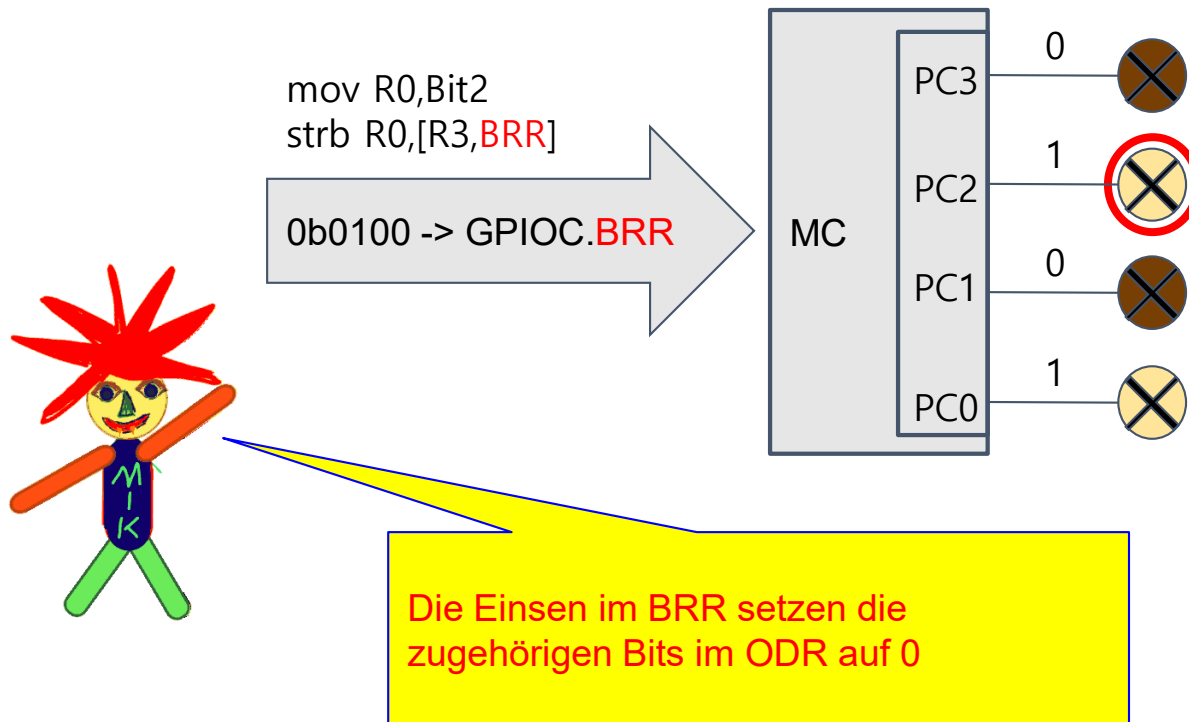 mov R0,Bit2
strb R0,[R3,BRR]
0b0100 -> GPIOC.BRR
MC
PC3
0
PC2
1
PC1
0
PC0
1
M
I
K
Die Einsen im BRR setzen die
zugehörigen Bits im ODR auf 0